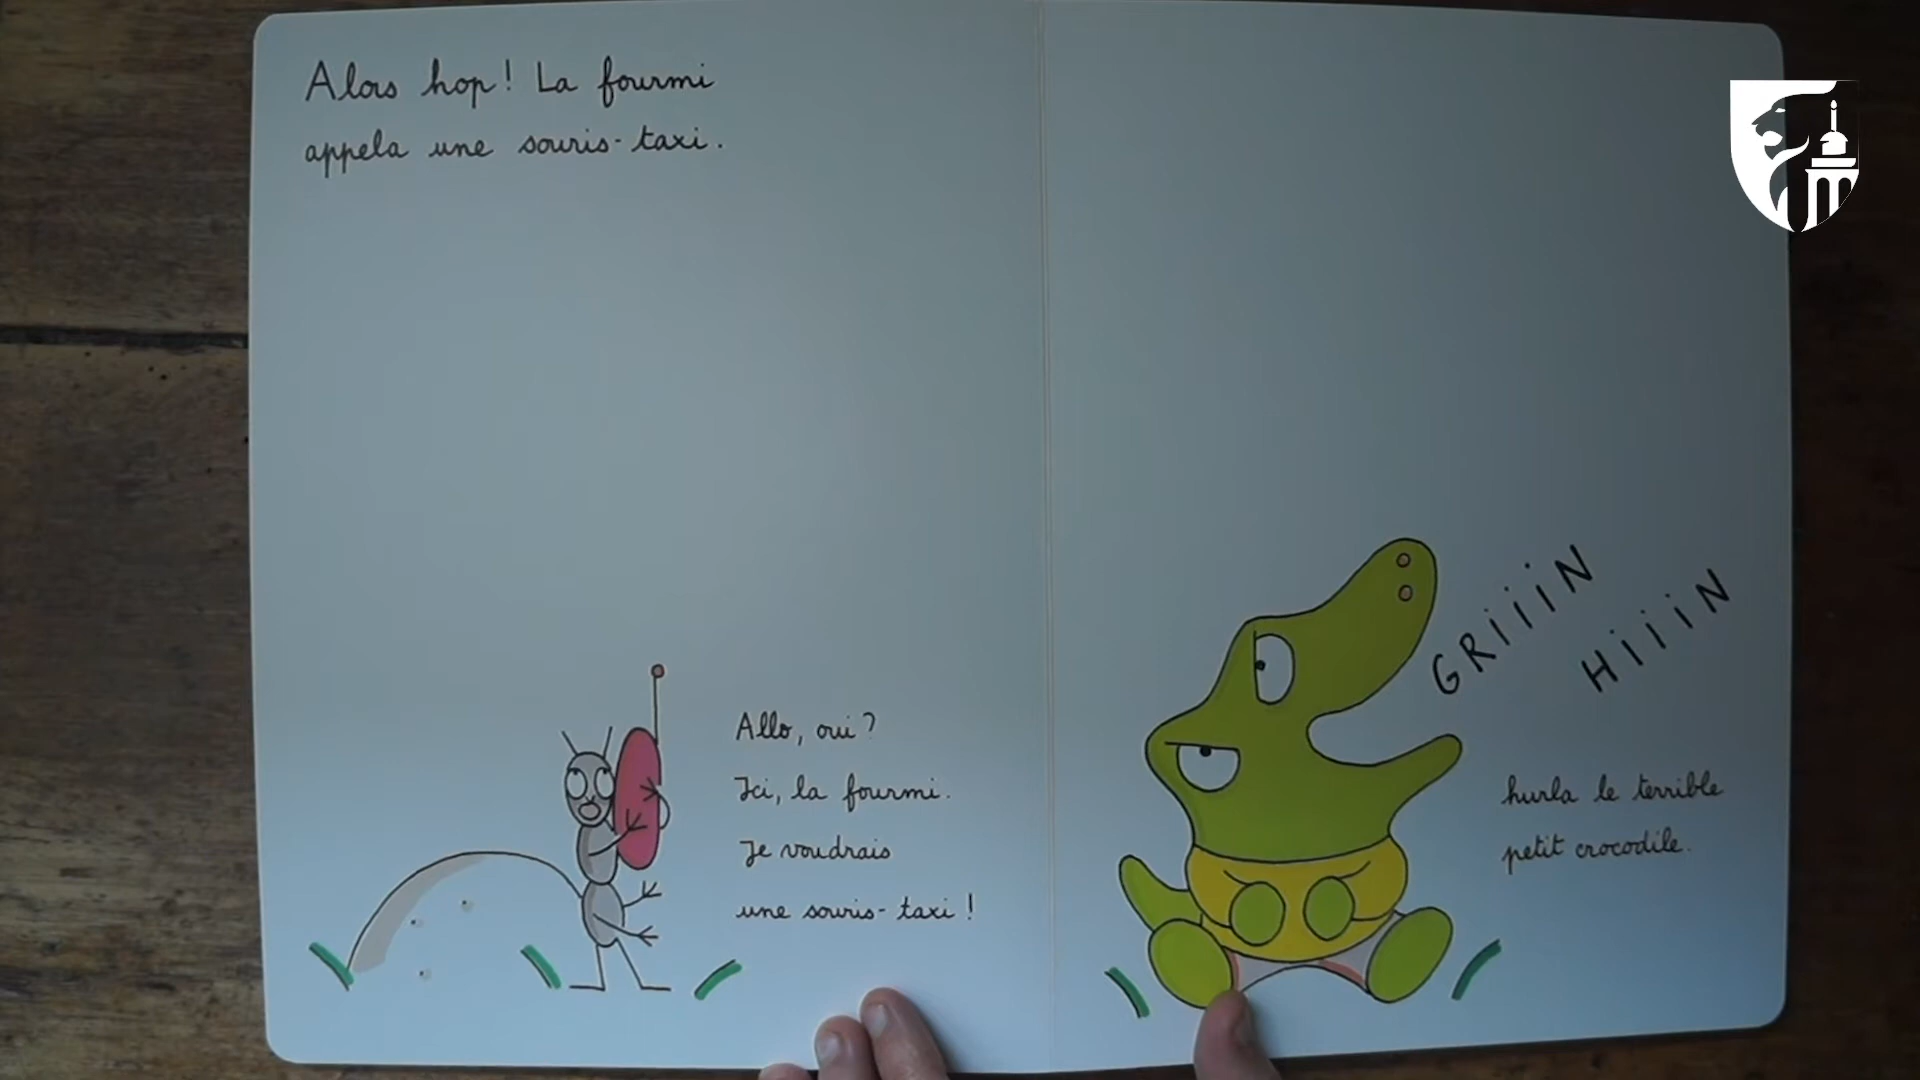 Alors hop! La fourmi
appela une souris-taxi.
Allo, oui?
Ici, la fourmi.
Je voudrais
une souris-taxi!
GRiiiN
HiiiN
hurla le terrible
petit crocodile.